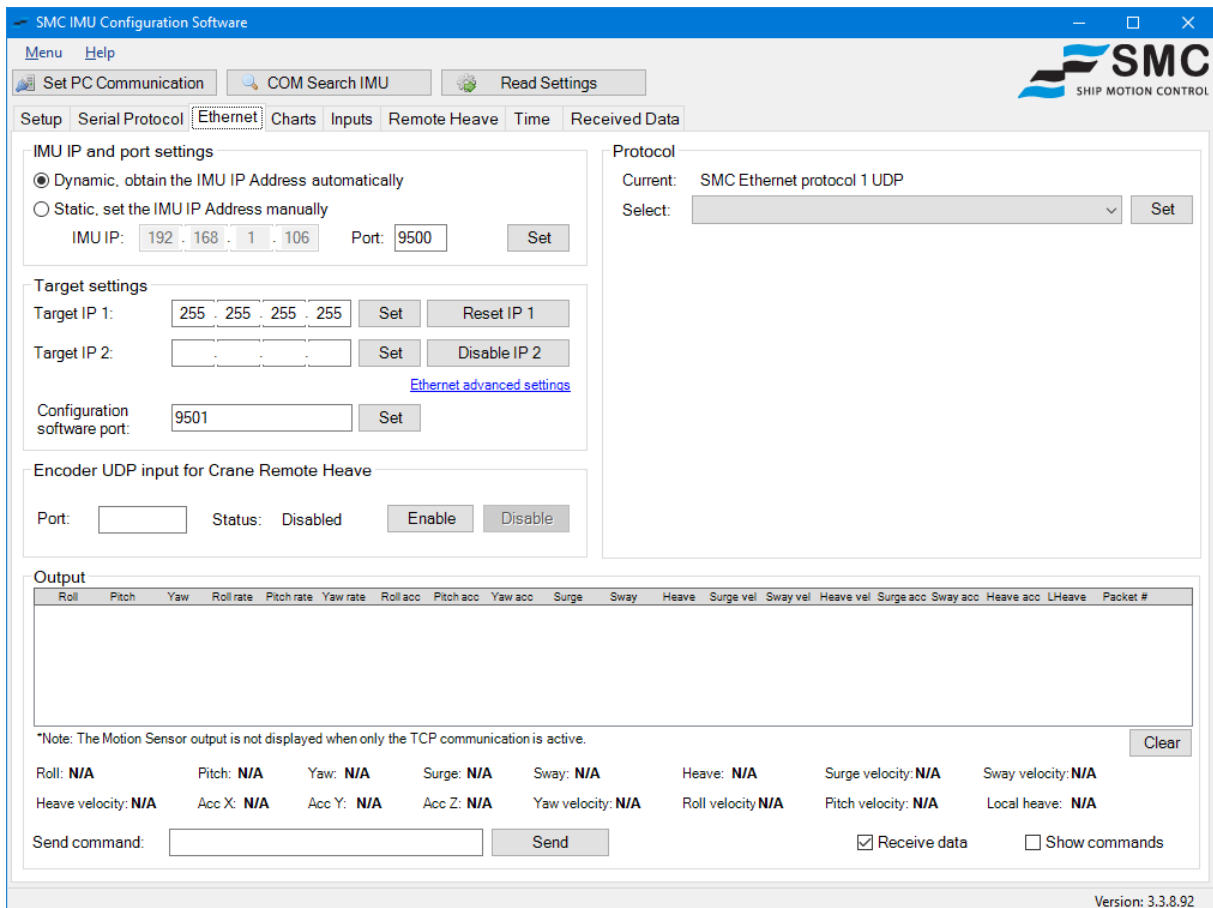 SMC IMU Configuration Software
Menu Help
SMC
SHIP MOTION CONTROL
Set PC Communication COM Search IMU Read Settings
Setup Serial Protocol Ethernet Charts Inputs Remote Heave Time Received Data
IMU IP and port settings
Dynamic, obtain the IMU IP Address automatically
Static, set the IMU IP Address manually
IMU IP: 192 . 168 . 1 . 106 Port: 9500 Set
Protocol
Current: SMC Ethernet protocol 1 UDP
Select: Set
Target settings
Target IP 1: 255 . 255 . 255 . 255 Set Reset IP 1
Target IP 2: . . . Set Disable IP 2
Ethernet advanced settings
Configuration
software port: 9501 Set
Encoder UDP input for Crane Remote Heave
Port: Status: Disabled Enable Disable
Output
Roll Pitch Yaw Roll rate Pitch rate Yaw rate Roll acc Pitch acc Yaw acc Surge Sway Heave Surge vel Sway vel Heave vel Surge acc Sway acc Heave acc LHeave Packet #
*Note: The Motion Sensor output is not displayed when only the TCP communication is active.
Clear
Roll: N/A Pitch: N/A Yaw: N/A Surge: N/A Sway: N/A Heave: N/A Surge velocity: N/A Sway velocity: N/A
Heave velocity: N/A Acc X: N/A Acc Y: N/A Acc Z: N/A Yaw velocity: N/A Roll velocity N/A Pitch velocity: N/A Local heave: N/A
Send command: Send Receive data Show commands
Version: 3.3.8.92